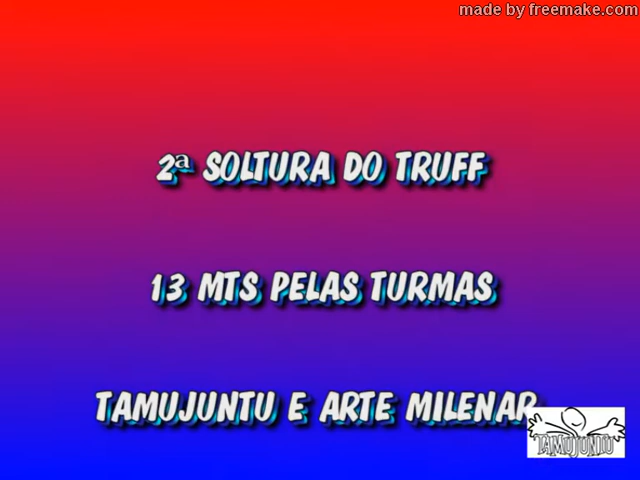 made by freemake.com
2ª SOLTURA DO TRUFF
13 MTS PELAS TURMAS
TAMUJUNTU E ARTE MILENAR
TAMUJUNTU